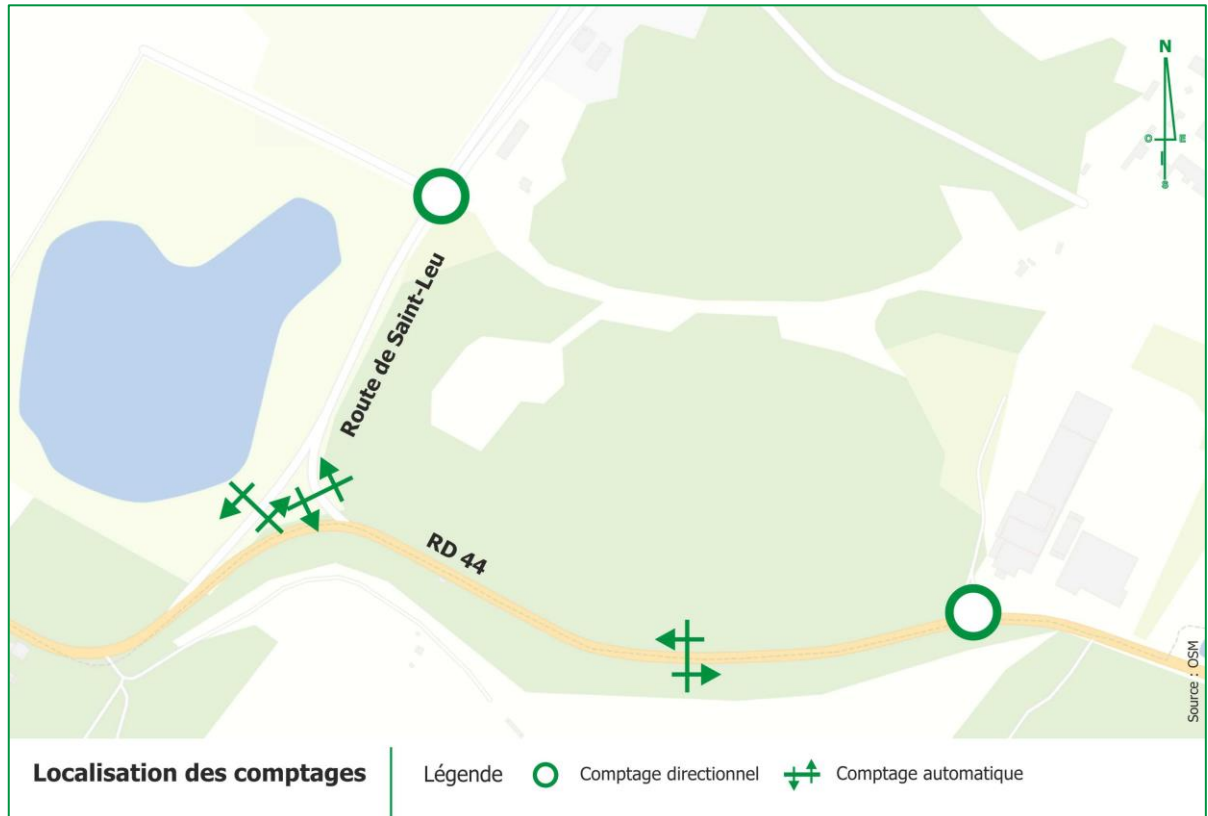 N
O E
S
Route de Saint-Leu
RD 44
Source : OSM
Localisation des comptages
Légende
Comptage directionnel
Comptage automatique